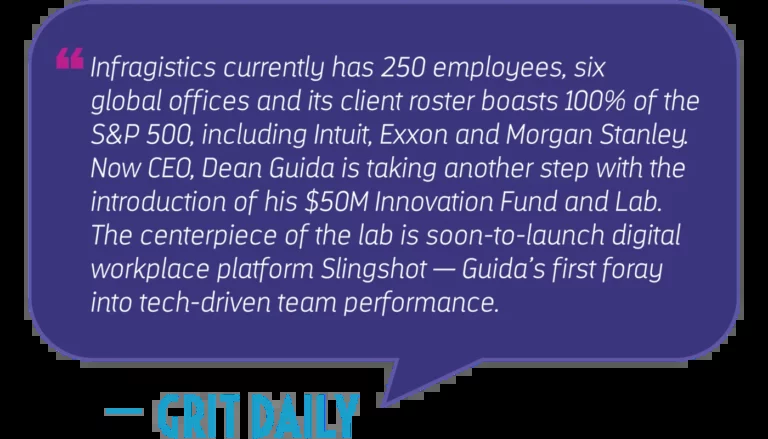 ❝ Infragistics currently has 250 employees, six
global offices and its client roster boasts 100% of the
S&P 500, including Intuit, Exxon and Morgan Stanley.
Now CEO, Dean Guida is taking another step with the
introduction of his $50M Innovation Fund and Lab.
The centerpiece of the lab is soon-to-launch digital
workplace platform Slingshot — Guida's first foray
into tech-driven team performance.
— GRIT DAILY